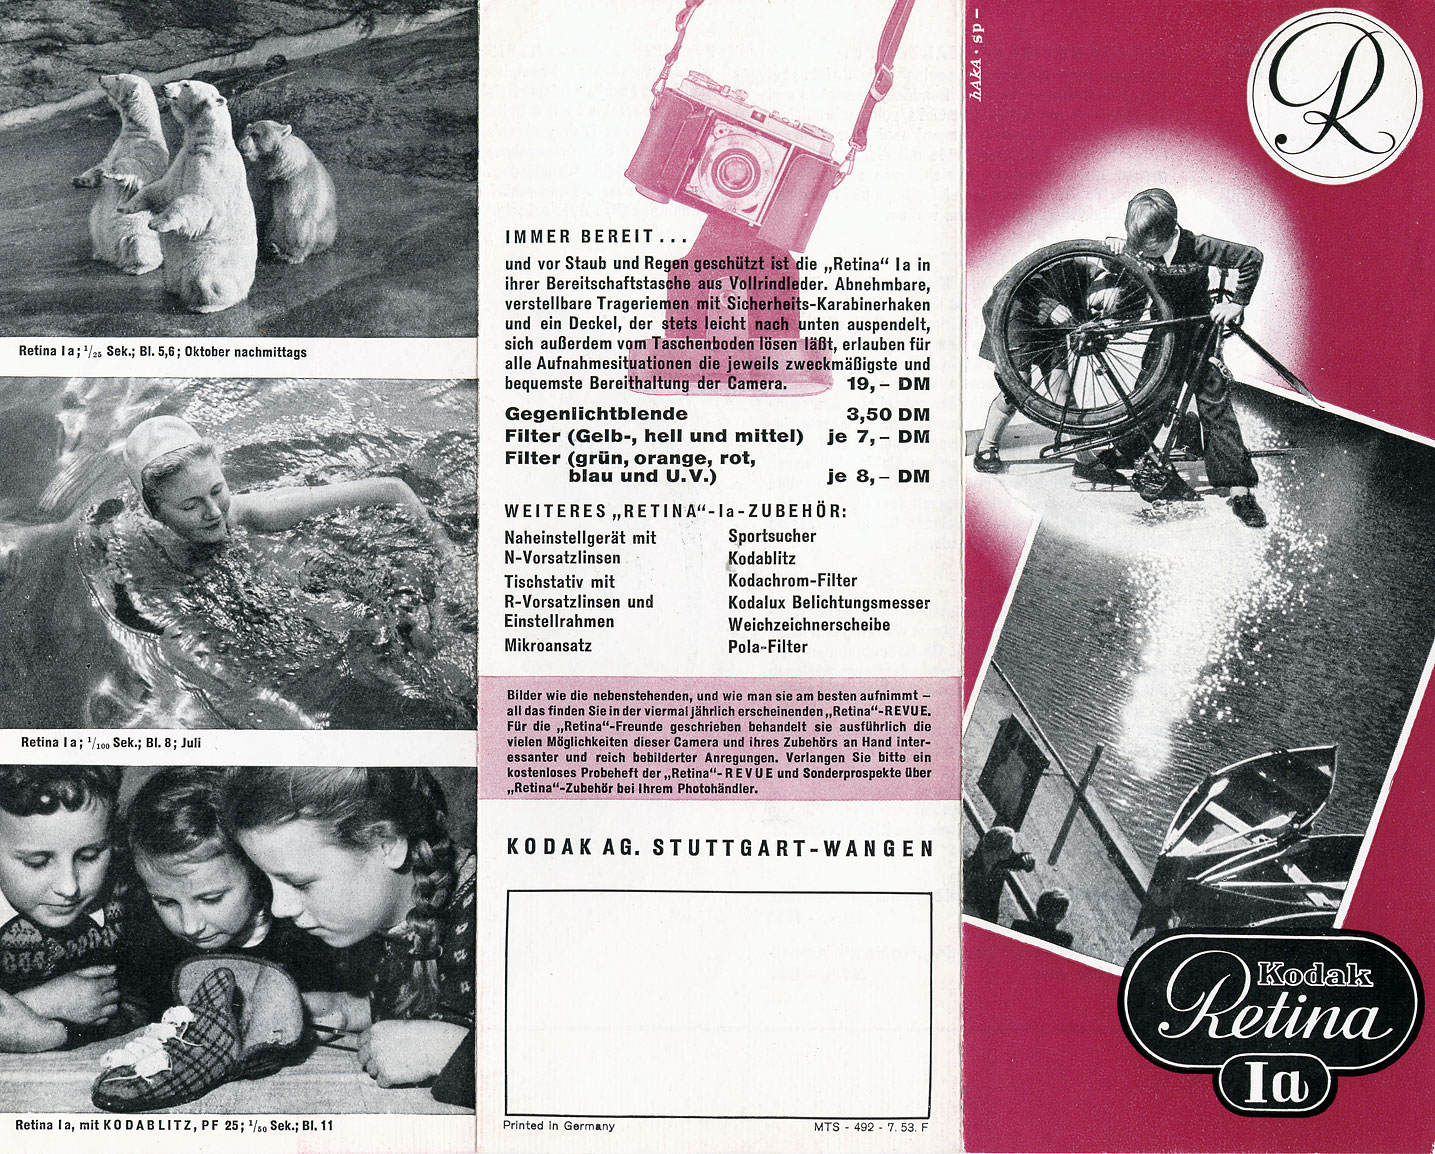 Retina Ia; 1/25 Sek.; Bl. 5,6; Oktober nachmittags
Retina Ia; 1/100 Sek.; Bl. 8; Juli
Retina Ia, mit KODABLITZ, PF 25; 1/50 Sek.; Bl. 11
IMMER BEREIT...
und vor Staub und Regen geschützt ist die „Retina“ Ia in
ihrer Bereitschaftstasche aus Vollrindleder. Abnehmbare,
verstellbare Trageriemen mit Sicherheits-Karabinerhaken
und ein Deckel, der stets leicht nach unten auspendelt,
sich außerdem vom Taschenboden lösen läßt, erlauben für
alle Aufnahmesituationen die jeweils zweckmäßigste und
bequemste Bereithaltung der Camera. 19,– DM
Gegenlichtblende 3,50 DM
Filter (Gelb-, hell und mittel) je 7,– DM
Filter (grün, orange, rot,
blau und U.V.) je 8,– DM
WEITERES „RETINA“-Ia-ZUBEHÖR:
Naheinstellgerät mit
N-Vorsatzlinsen
Tischstativ mit
R-Vorsatzlinsen und
Einstellrahmen
Mikroansatz
Sportsucher
Kodablitz
Kodachrom-Filter
Kodalux Belichtungsmesser
Weichzeichnerscheibe
Pola-Filter
Bilder wie die nebenstehenden, und wie man sie am besten aufnimmt –
all das finden Sie in der viermal jährlich erscheinenden „Retina“-REVUE.
Für die „Retina“-Freunde geschrieben behandelt sie ausführlich die
vielen Möglichkeiten dieser Camera und ihres Zubehörs an Hand inter-
essanter und reich bebilderter Anregungen. Verlangen Sie bitte ein
kostenloses Probeheft der „Retina“-REVUE und Sonderprospekte über
„Retina“-Zubehör bei Ihrem Photohändler.
KODAK AG. STUTTGART-WANGEN
Printed in Germany
MTS - 492 - 7. 53. F
hAkA · sp –
R
Kodak
Retina
Ia